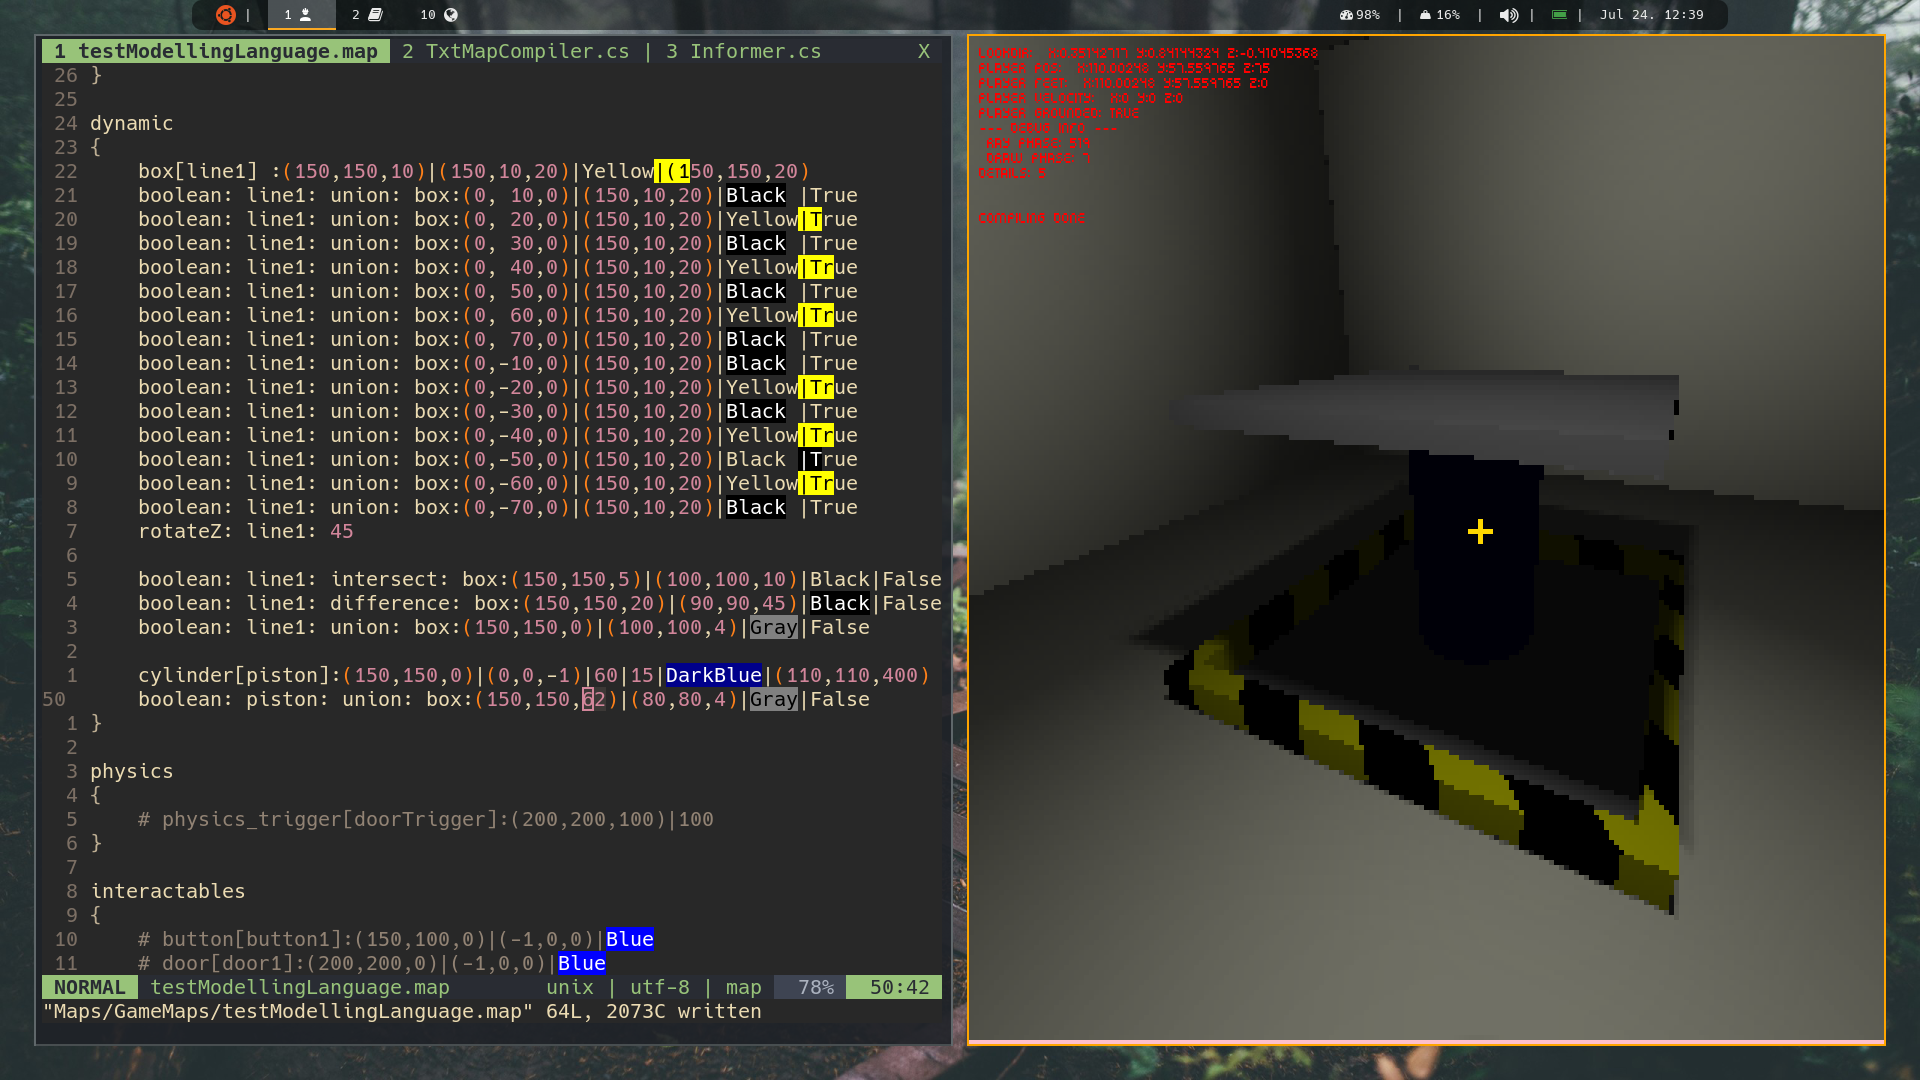 1 2 10 98% | 16% | | | Jul 24. 12:39
1 testModellingLanguage.map 2 TxtMapCompiler.cs | 3 Informer.cs X
26 }
25
24 dynamic
23 {
22 box[line1] :(150,150,10)|(150,10,20)|Yellow|(150,150,20)
21 boolean: line1: union: box:(0, 10,0)|(150,10,20)|Black |True
20 boolean: line1: union: box:(0, 20,0)|(150,10,20)|Yellow|True
19 boolean: line1: union: box:(0, 30,0)|(150,10,20)|Black |True
18 boolean: line1: union: box:(0, 40,0)|(150,10,20)|Yellow|True
17 boolean: line1: union: box:(0, 50,0)|(150,10,20)|Black |True
16 boolean: line1: union: box:(0, 60,0)|(150,10,20)|Yellow|True
15 boolean: line1: union: box:(0, 70,0)|(150,10,20)|Black |True
14 boolean: line1: union: box:(0,-10,0)|(150,10,20)|Black |True
13 boolean: line1: union: box:(0,-20,0)|(150,10,20)|Yellow|True
12 boolean: line1: union: box:(0,-30,0)|(150,10,20)|Black |True
11 boolean: line1: union: box:(0,-40,0)|(150,10,20)|Yellow|True
10 boolean: line1: union: box:(0,-50,0)|(150,10,20)|Black |True
9 boolean: line1: union: box:(0,-60,0)|(150,10,20)|Yellow|True
8 boolean: line1: union: box:(0,-70,0)|(150,10,20)|Black |True
7 rotateZ: line1: 45
6
5 boolean: line1: intersect: box:(150,150,5)|(100,100,10)|Black|False
4 boolean: line1: difference: box:(150,150,20)|(90,90,45)|Black|False
3 boolean: line1: union: box:(150,150,0)|(100,100,4)|Gray|False
2
1 cylinder[piston]:(150,150,0)|(0,0,-1)|60|15|DarkBlue|(110,110,400)
50 boolean: piston: union: box:(150,150,62)|(80,80,4)|Gray|False
1 }
2
3 physics
4 {
5 # physics_trigger[doorTrigger]:(200,200,100)|100
6 }
7
8 interactables
9 {
10 # button[button1]:(150,100,0)|(-1,0,0)|Blue
11 # door[door1]:(200,200,0)|(-1,0,0)|Blue
NORMAL testModellingLanguage.map unix | utf-8 | map 78% 50:42
"Maps/GameMaps/testModellingLanguage.map" 64L, 2073C written
LOOKDIR: X:0.35142717 Y:0.84144324 Z:-0.41045368
PLAYER POS: X:110.00248 Y:57.559765 Z:75
PLAYER FEET: X:110.00248 Y:57.559765 Z:0
PLAYER VELOCITY: X:0 Y:0 Z:0
PLAYER GROUNDED: TRUE
--- DEBUG INFO ---
RAY PHASE: 519
DRAW PHASE: 7
DETAILS: 5
COMPILING DONE